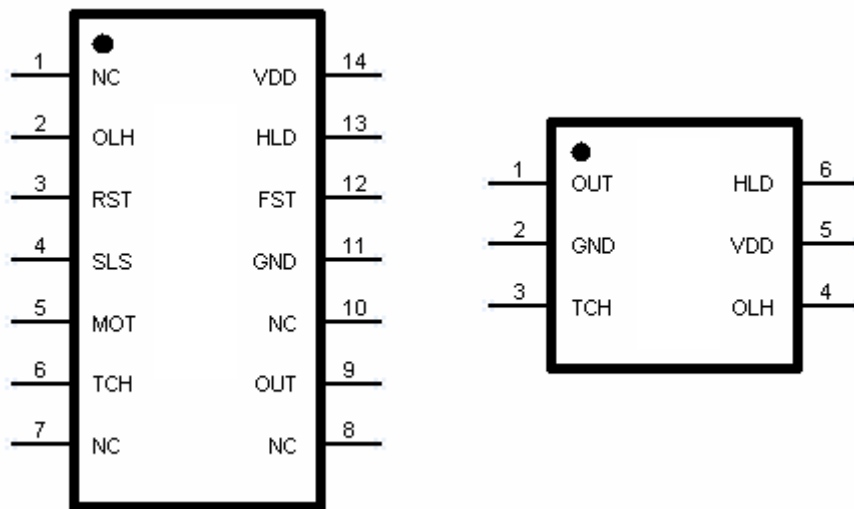 1 NC VDD 14
2 OLH HLD 13
3 RST FST 12
4 SLS GND 11
5 MOT NC 10
6 TCH OUT 9
7 NC NC 8
1 OUT HLD 6
2 GND VDD 5
3 TCH OLH 4